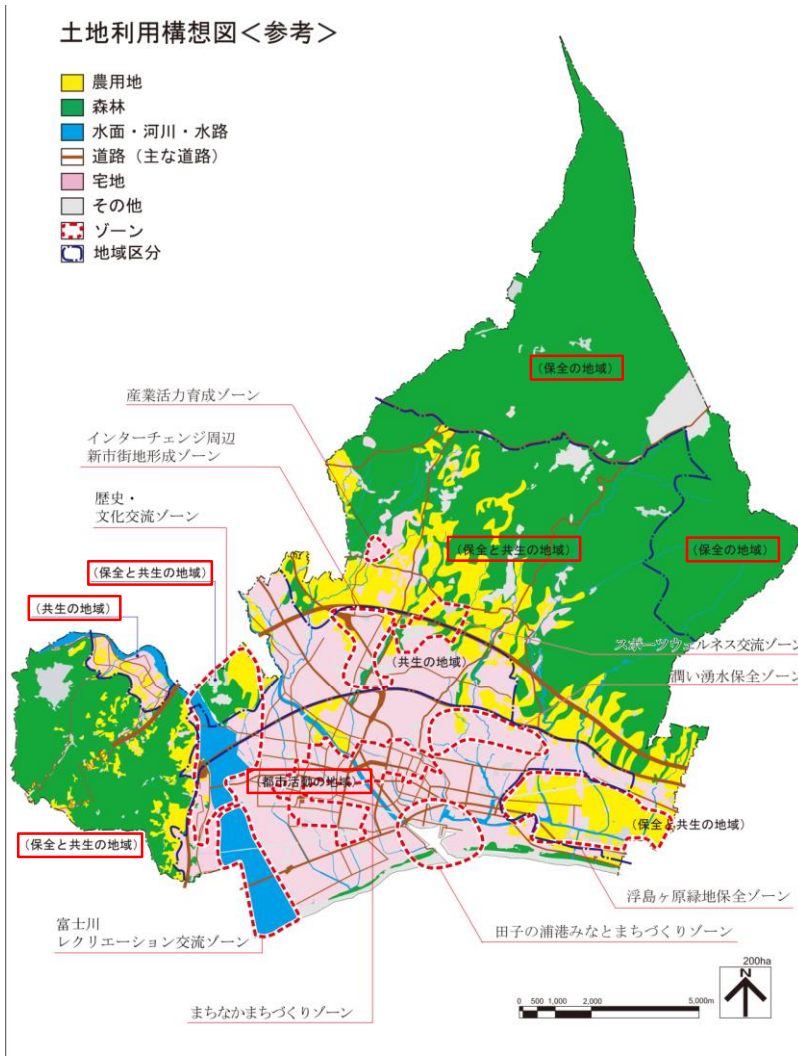 土地利用構想図＜参考＞
農用地
森林
水面・河川・水路
道路（主な道路）
宅地
その他
ゾーン
地域区分
（保全の地域）
産業活力育成ゾーン
インターチェンジ周辺
新市街地形成ゾーン
歴史・
文化交流ゾーン
（保全と共生の地域）
（保全の地域）
（保全と共生の地域）
（共生の地域）
スポーツウェルネス交流ゾーン
（共生の地域）
潤い湧水保全ゾーン
（都市活動の地域）
（保全と共生の地域）
（保全と共生の地域）
浮島ヶ原緑地保全ゾーン
富士川
レクリエーション交流ゾーン
田子の浦港みなとまちづくりゾーン
まちなかまちづくりゾーン
200ha
N
0 500 1,000 2,000 5,000m